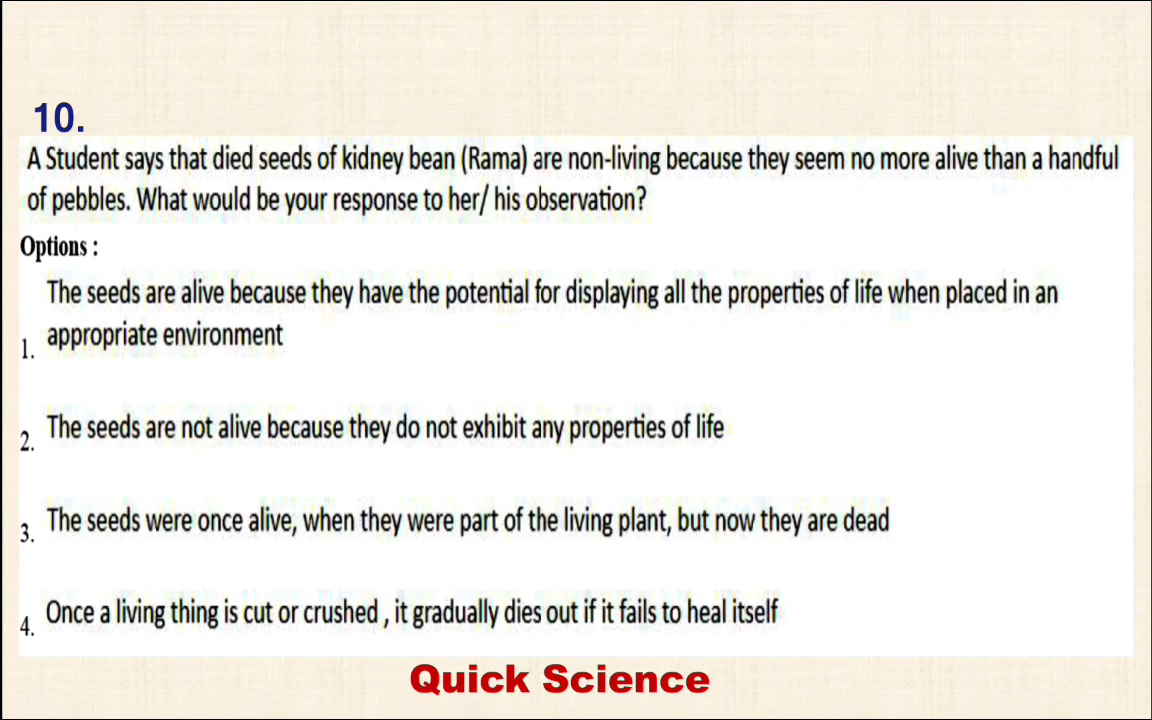 10.
A Student says that died seeds of kidney bean (Rama) are non-living because they seem no more alive than a handful
of pebbles. What would be your response to her/ his observation?
Options :
The seeds are alive because they have the potential for displaying all the properties of life when placed in an
1. appropriate environment
2. The seeds are not alive because they do not exhibit any properties of life
3. The seeds were once alive, when they were part of the living plant, but now they are dead
4. Once a living thing is cut or crushed , it gradually dies out if it fails to heal itself
Quick Science